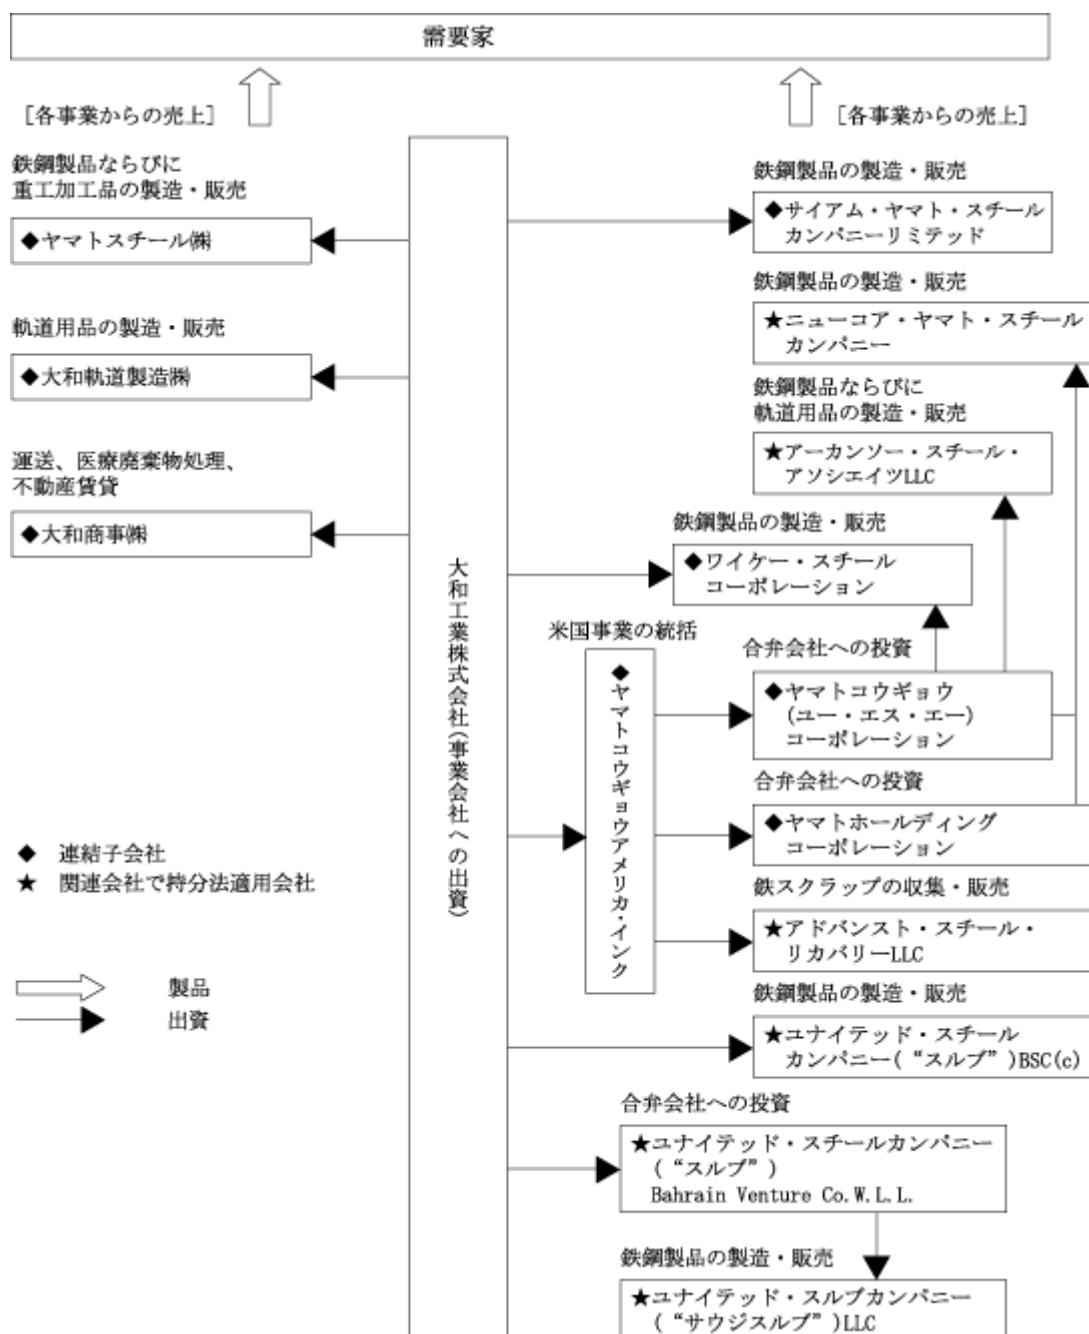 需要家
[各事業からの売上]
[各事業からの売上]
鉄鋼製品ならびに
重工加工品の製造・販売
◆ヤマトスチール㈱
軌道用品の製造・販売
◆大和軌道製造㈱
運送、医療廃棄物処理、
不動産賃貸
◆大和商事㈱
◆ 連結子会社
★ 関連会社で持分法適用会社
製品
出資
大和工業株式会社(事業会社への出資)
鉄鋼製品の製造・販売
◆サイアム・ヤマト・スチール
カンパニーリミテッド
鉄鋼製品の製造・販売
★ニューコア・ヤマト・スチール
カンパニー
鉄鋼製品ならびに
軌道用品の製造・販売
★アーカンソー・スチール・
アソシエイツLLC
鉄鋼製品の製造・販売
◆ワイケー・スチール
コーポレーション
米国事業の統括
◆ヤマトコウギョウアメリカ・インク
合弁会社への投資
◆ヤマトコウギョウ
(ユー・エス・エー)
コーポレーション
合弁会社への投資
◆ヤマトホールディング
コーポレーション
鉄スクラップの収集・販売
★アドバンスト・スチール・
リカバリーLLC
鉄鋼製品の製造・販売
★ユナイテッド・スチール
カンパニー(“スルブ”)BSC(c)
合弁会社への投資
★ユナイテッド・スチールカンパニー
(“スルブ”)
Bahrain Venture Co.W.L.L.
鉄鋼製品の製造・販売
★ユナイテッド・スルブカンパニー
(“サウジスルブ”)LLC